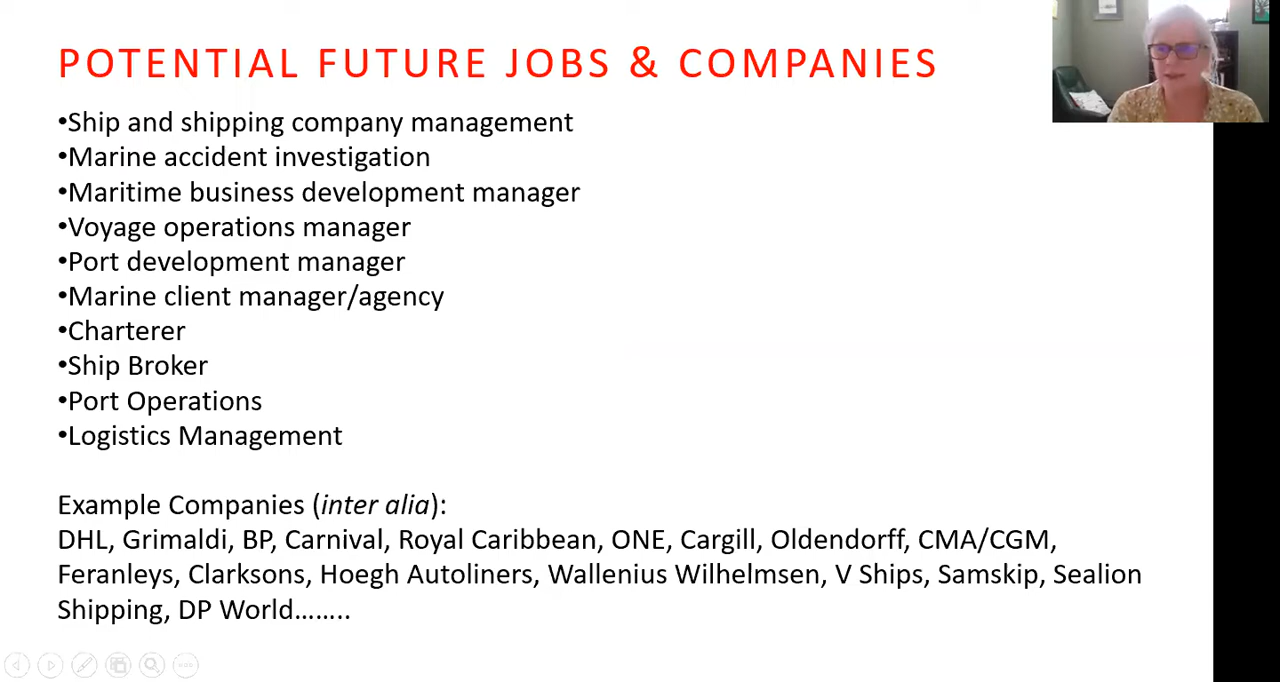 POTENTIAL FUTURE JOBS & COMPANIES
•Ship and shipping company management
•Marine accident investigation
•Maritime business development manager
•Voyage operations manager
•Port development manager
•Marine client manager/agency
•Charterer
•Ship Broker
•Port Operations
•Logistics Management
Example Companies (inter alia):
DHL, Grimaldi, BP, Carnival, Royal Caribbean, ONE, Cargill, Oldendorff, CMA/CGM,
Feranleys, Clarksons, Hoegh Autoliners, Wallenius Wilhelmsen, V Ships, Samskip, Sealion
Shipping, DP World……..